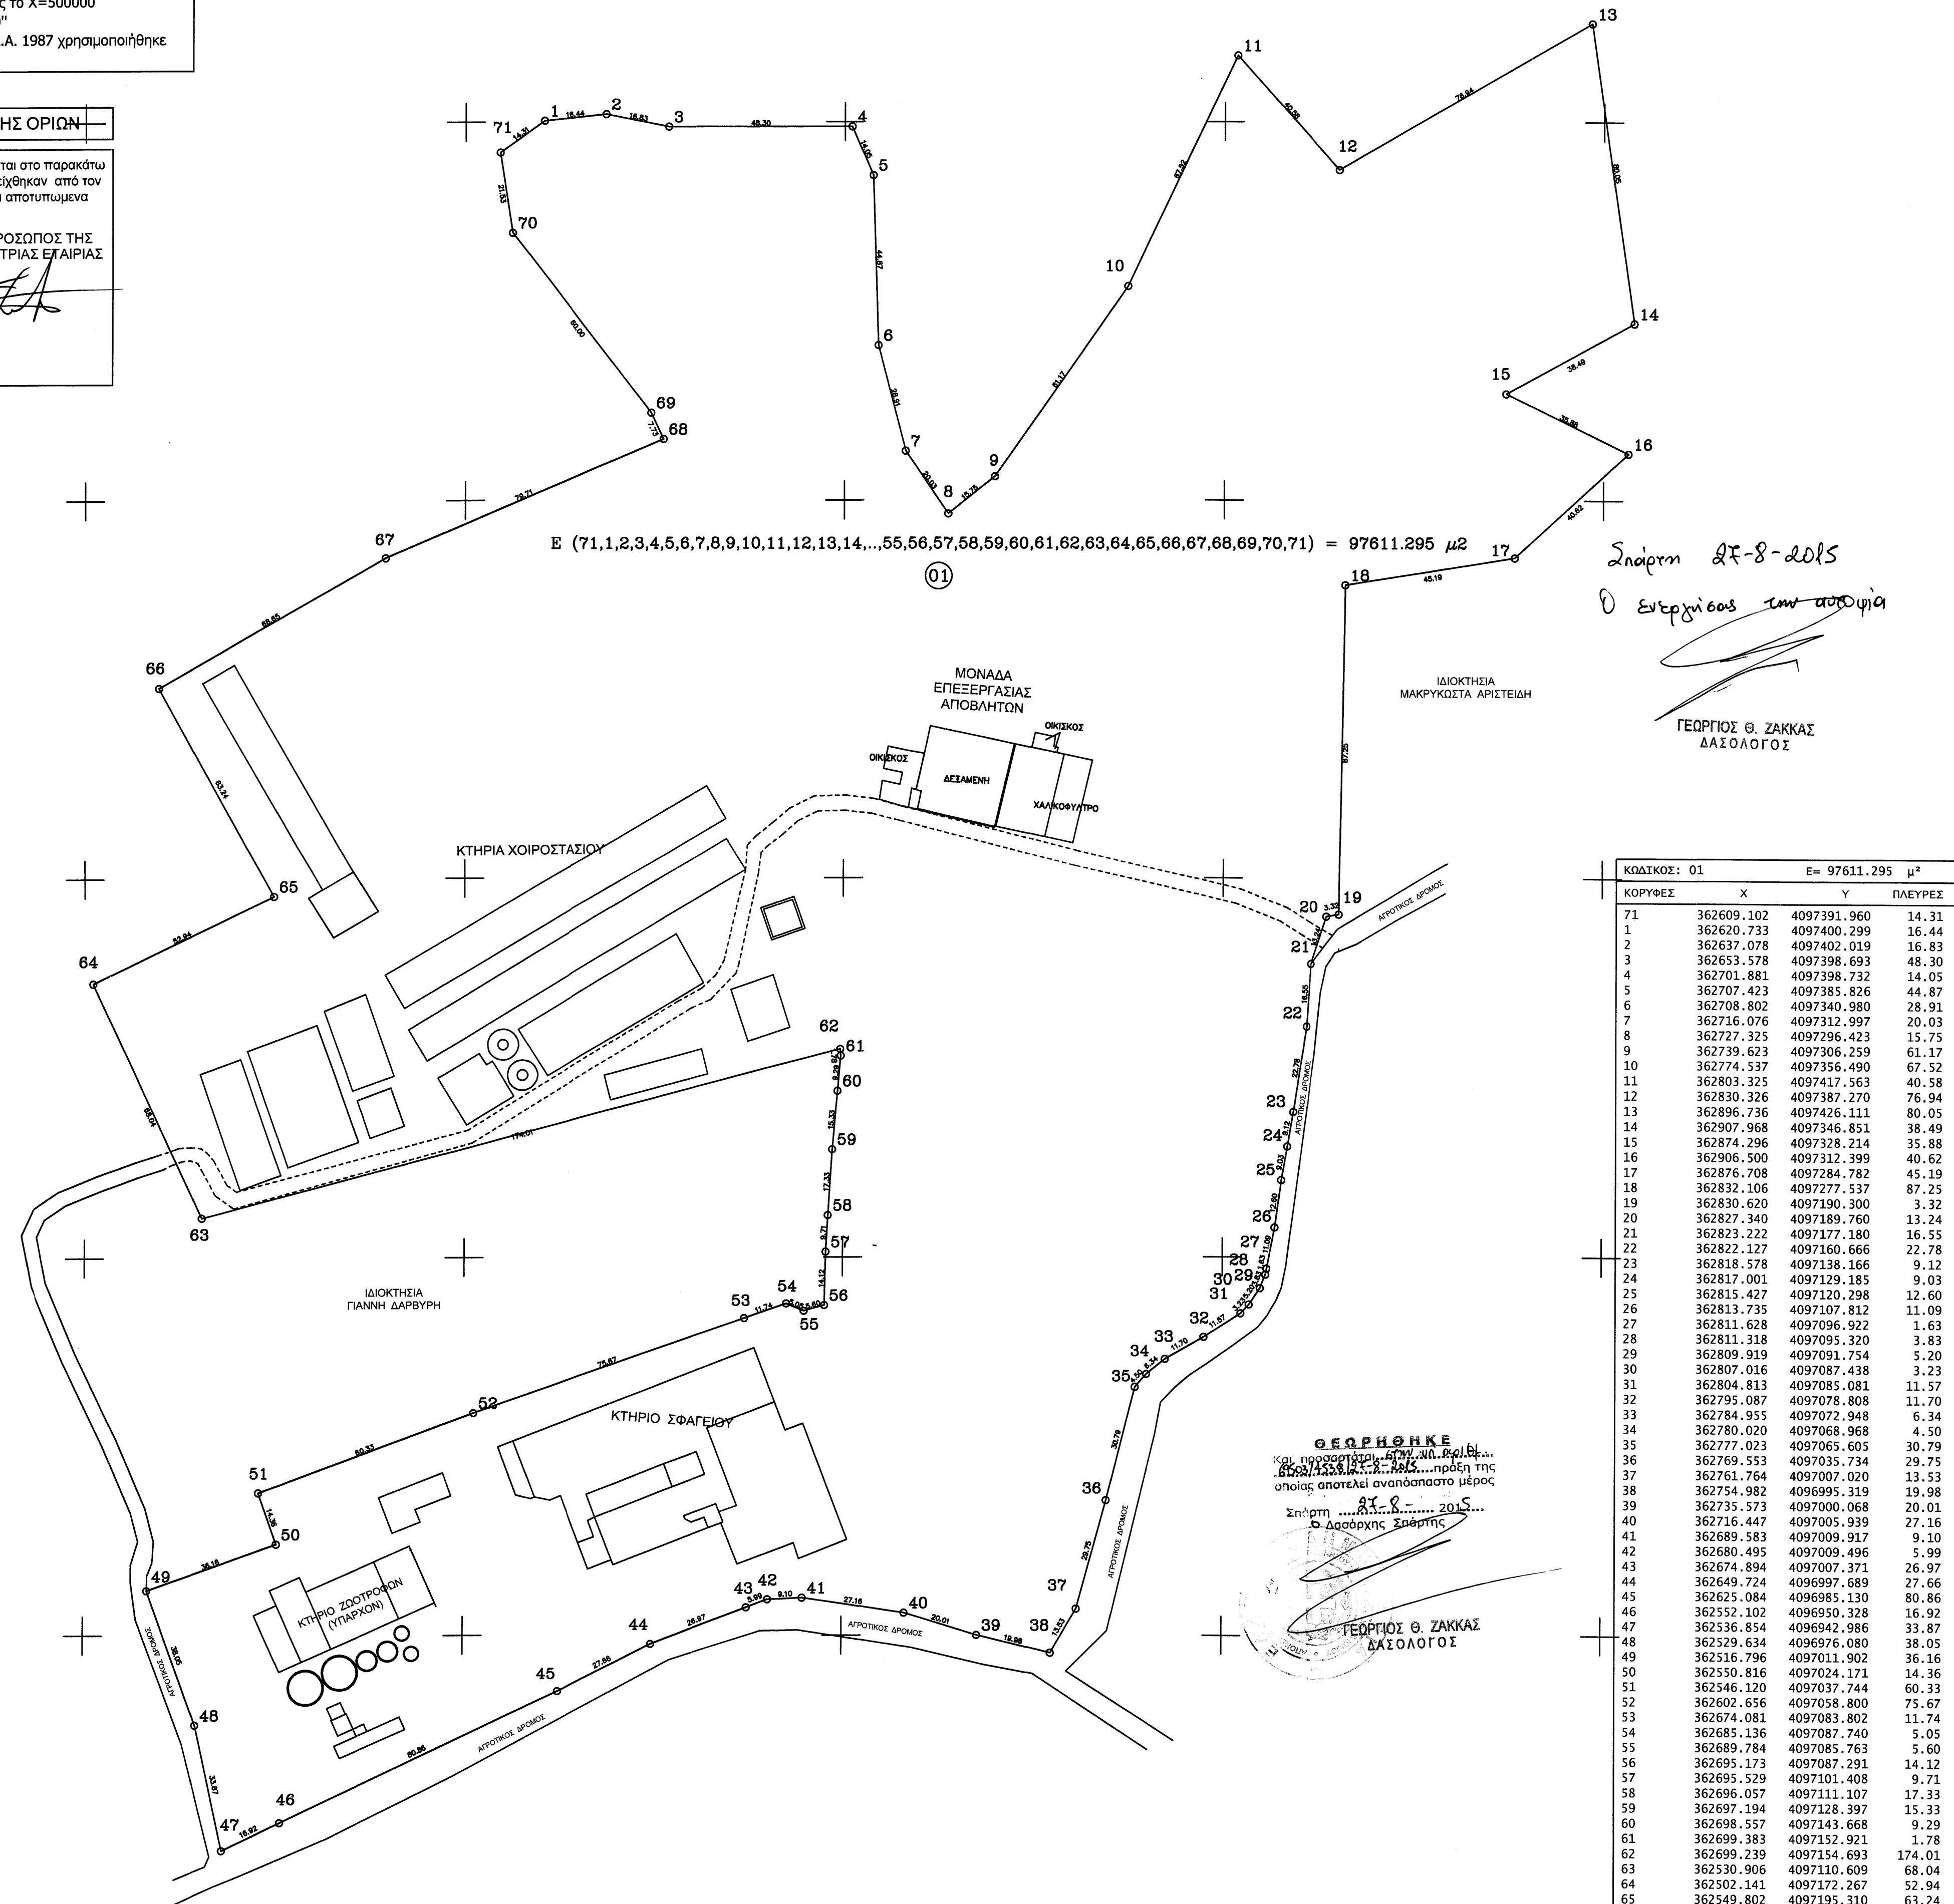 ς το Χ=500000
.Α. 1987 χρησιμοποιήθηκε
ΗΣ ΟΡΙΩΝ
ται στο παρακάτω
είχθηκαν από τον
αποτυπωμενα
ΡΟΣΩΠΟΣ ΤΗΣ
ΤΡΙΑΣ ΕΤΑΙΡΙΑΣ
E (71,1,2,3,4,5,6,7,8,9,10,11,12,13,14,..,55,56,57,58,59,60,61,62,63,64,65,66,67,68,69,70,71) = 97611.295 μ2
01
Σπάρτη 27-8-2015
Ο ενεργήσας την αυτοψία
ΓΕΩΡΓΙΟΣ Θ. ΖΑΚΚΑΣ
ΔΑΣΟΛΟΓΟΣ
ΜΟΝΑΔΑ
ΕΠΕΞΕΡΓΑΣΙΑΣ
ΑΠΟΒΛΗΤΩΝ
ΟΙΚΙΣΚΟΣ
ΟΙΚΙΣΚΟΣ
ΔΕΞΑΜΕΝΗ
ΧΑΛΙΚΟΦΥΛΤΡΟ
ΙΔΙΟΚΤΗΣΙΑ
ΜΑΚΡΥΚΩΣΤΑ ΑΡΙΣΤΕΙΔΗ
ΚΤΗΡΙΑ ΧΟΙΡΟΣΤΑΣΙΟΥ
ΑΓΡΟΤΙΚΟΣ ΔΡΟΜΟΣ
ΑΓΡΟΤΙΚΟΣ ΔΡΟΜΟΣ
ΙΔΙΟΚΤΗΣΙΑ
ΓΙΑΝΝΗ ΔΑΡΒΥΡΗ
ΚΤΗΡΙΟ ΣΦΑΓΕΙΟΥ
ΚΤΗΡΙΟ ΖΩΟΤΡΟΦΩΝ
(ΥΠΑΡΧΟΝ)
ΑΓΡΟΤΙΚΟΣ ΔΡΟΜΟΣ
ΑΓΡΟΤΙΚΟΣ ΔΡΟΜΟΣ
ΑΓΡΟΤΙΚΟΣ ΔΡΟΜΟΣ
ΑΓΡΟΤΙΚΟΣ ΔΡΟΜΟΣ
ΘΕΩΡΗΘΗΚΕ
Και προσαρτάται
27-8-2015 πράξη της
οποίας αποτελεί αναπόσπαστο μέρος
Σπάρτη 27-8- 2015
ο Δασάρχης Σπάρτης
ΓΕΩΡΓΙΟΣ Θ. ΖΑΚΚΑΣ
ΔΑΣΟΛΟΓΟΣ
ΚΩΔΙΚΟΣ: 01 E= 97611.295 μ²
ΚΟΡΥΦΕΣ X Y ΠΛΕΥΡΕΣ
71 362609.102 4097391.960 14.31
1 362620.733 4097400.299 16.44
2 362637.078 4097402.019 16.83
3 362653.578 4097398.693 48.30
4 362701.881 4097398.732 14.05
5 362707.423 4097385.826 44.87
6 362708.802 4097340.980 28.91
7 362716.076 4097312.997 20.03
8 362727.325 4097296.423 15.75
9 362739.623 4097306.259 61.17
10 362774.537 4097356.490 67.52
11 362803.325 4097417.563 40.58
12 362830.326 4097387.270 76.94
13 362896.736 4097426.111 80.05
14 362907.968 4097346.851 38.49
15 362874.296 4097328.214 35.88
16 362906.500 4097312.399 40.62
17 362876.708 4097284.782 45.19
18 362832.106 4097277.537 87.25
19 362830.620 4097190.300 3.32
20 362827.340 4097189.760 13.24
21 362823.222 4097177.180 16.55
22 362822.127 4097160.666 22.78
23 362818.578 4097138.166 9.12
24 362817.001 4097129.185 9.03
25 362815.427 4097120.298 12.60
26 362813.735 4097107.812 11.09
27 362811.628 4097096.922 1.63
28 362811.318 4097095.320 3.83
29 362809.919 4097091.754 5.20
30 362807.016 4097087.438 3.23
31 362804.813 4097085.081 11.57
32 362795.087 4097078.808 11.70
33 362784.955 4097072.948 6.34
34 362780.020 4097068.968 4.50
35 362777.023 4097065.605 30.79
36 362769.553 4097035.734 29.75
37 362761.764 4097007.020 13.53
38 362754.982 4096995.319 19.98
39 362735.573 4097000.068 20.01
40 362716.447 4097005.939 27.16
41 362689.583 4097009.917 9.10
42 362680.495 4097009.496 5.99
43 362674.894 4097007.371 26.97
44 362649.724 4096997.689 27.66
45 362625.084 4096985.130 80.86
46 362552.102 4096950.328 16.92
47 362536.854 4096942.986 33.87
48 362529.634 4096976.080 38.05
49 362516.796 4097011.902 36.16
50 362550.816 4097024.171 14.36
51 362546.120 4097037.744 60.33
52 362602.656 4097058.800 75.67
53 362674.081 4097083.802 11.74
54 362685.136 4097087.740 5.05
55 362689.784 4097085.763 5.60
56 362695.173 4097087.291 14.12
57 362695.529 4097101.408 9.71
58 362696.057 4097111.107 17.33
59 362697.194 4097128.397 15.33
60 362698.557 4097143.668 9.29
61 362699.383 4097152.921 1.78
62 362699.239 4097154.693 174.01
63 362530.906 4097110.609 68.04
64 362502.141 4097172.267 52.94
65 362549.802 4097195.310 63.24